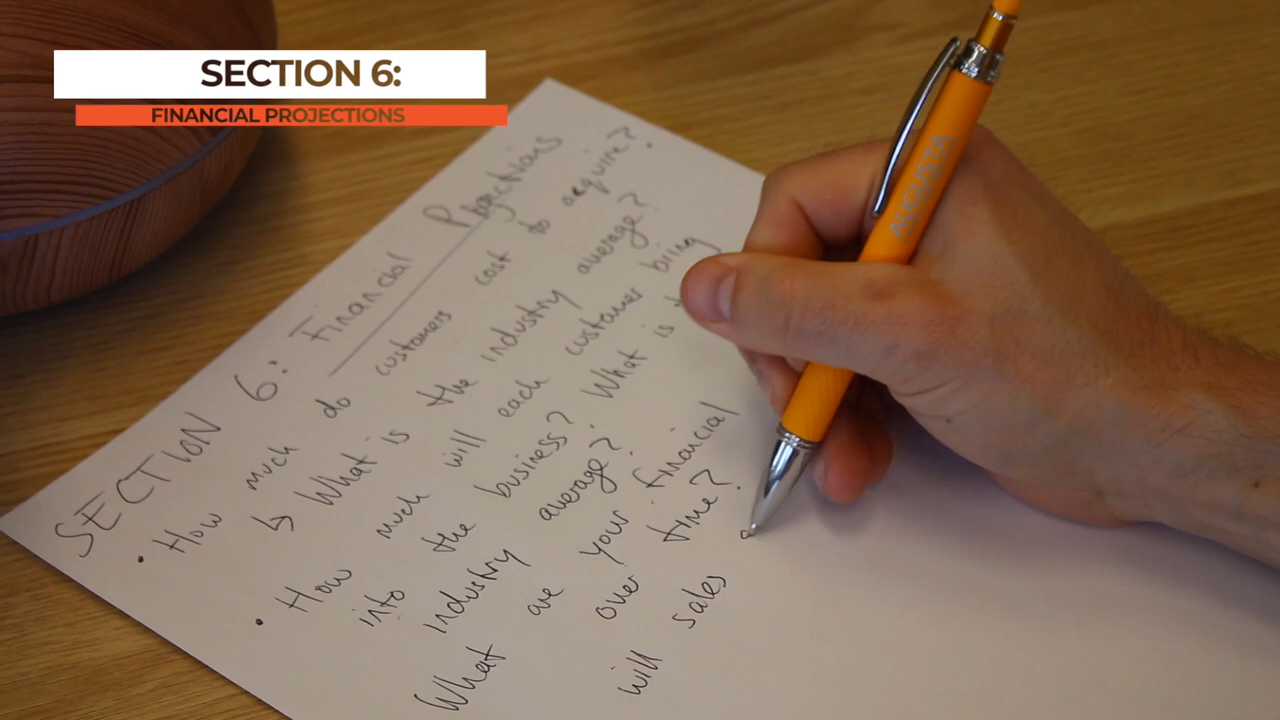 SECTION 6:
FINANCIAL PROJECTIONS
SECTION 6: Financial Projections
• How much do customers cost to acquire?
↳ What is the industry average?
• How much will each customer bring
into the business? What is
industry average?
What are your financial
over time?
will sales
AUGUSTA